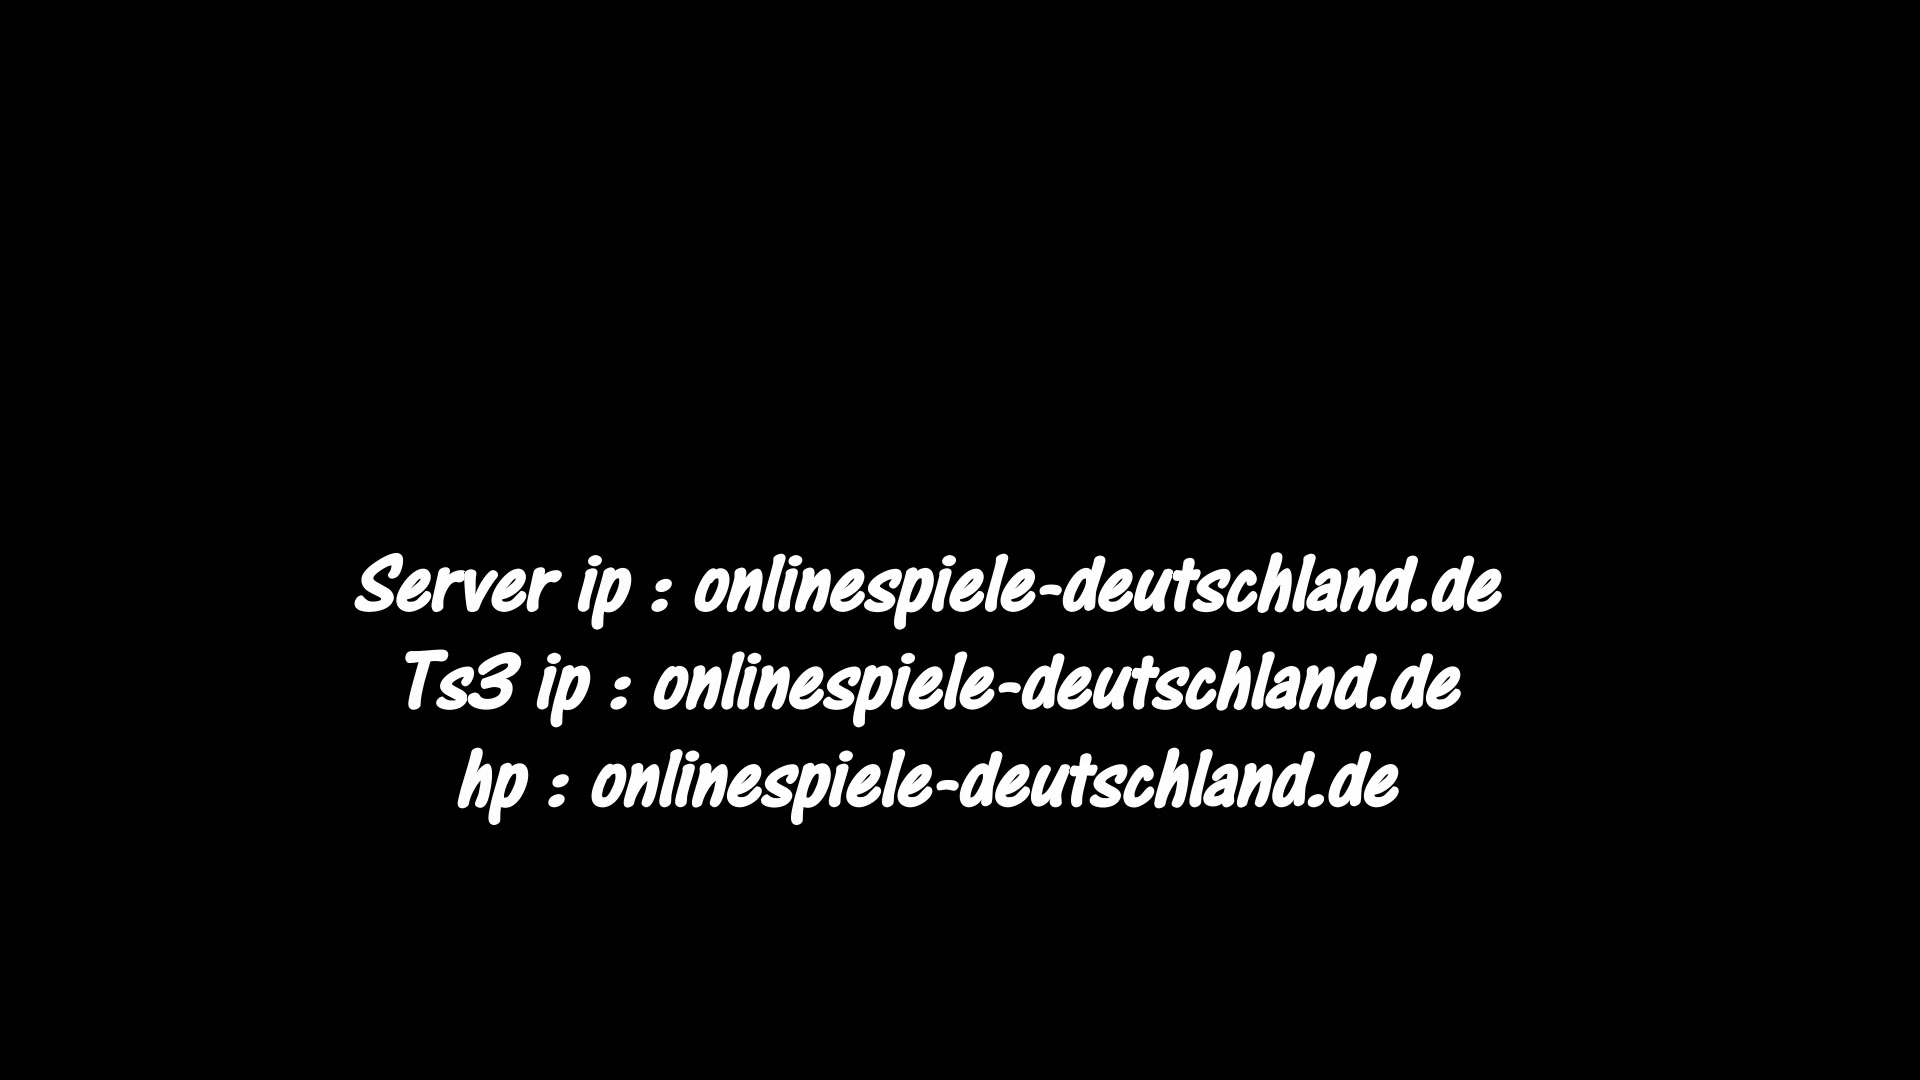 Server ip : onlinespiele-deutschland.de
Ts3 ip : onlinespiele-deutschland.de
hp : onlinespiele-deutschland.de